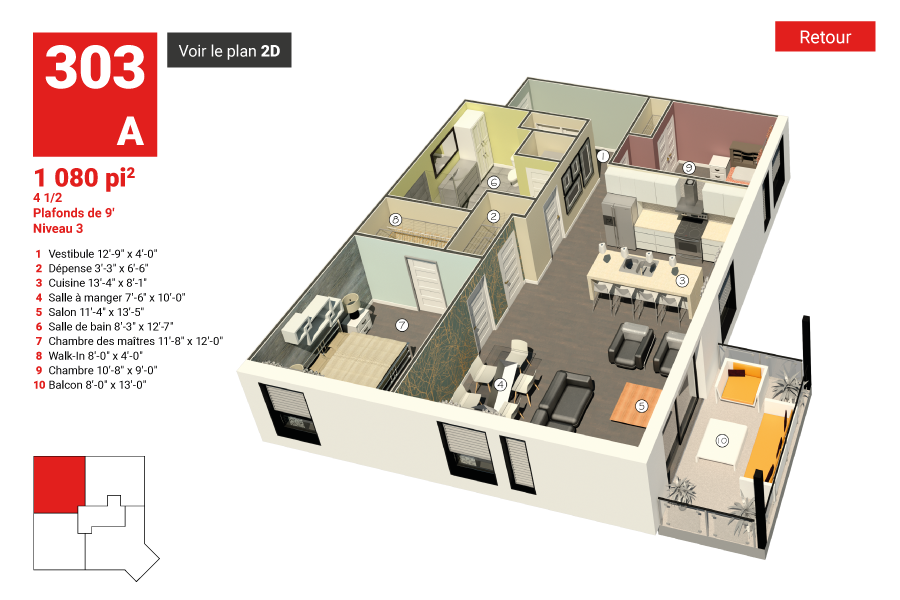 303
A
Voir le plan 2D
Retour
1 080 pi²
4 1/2
Plafonds de 9'
Niveau 3
1 Vestibule 12'-9" x 4'-0"
2 Dépense 3'-3" x 6'-6"
3 Cuisine 13'-4" x 8'-1"
4 Salle à manger 7'-6" x 10'-0"
5 Salon 11'-4" x 13'-5"
6 Salle de bain 8'-3" x 12'-7"
7 Chambre des maîtres 11'-8" x 12'-0"
8 Walk-In 8'-0" x 4'-0"
9 Chambre 10'-8" x 9'-0"
10 Balcon 8'-0" x 13'-0"
1
9
6
2
8
3
7
4
5
10